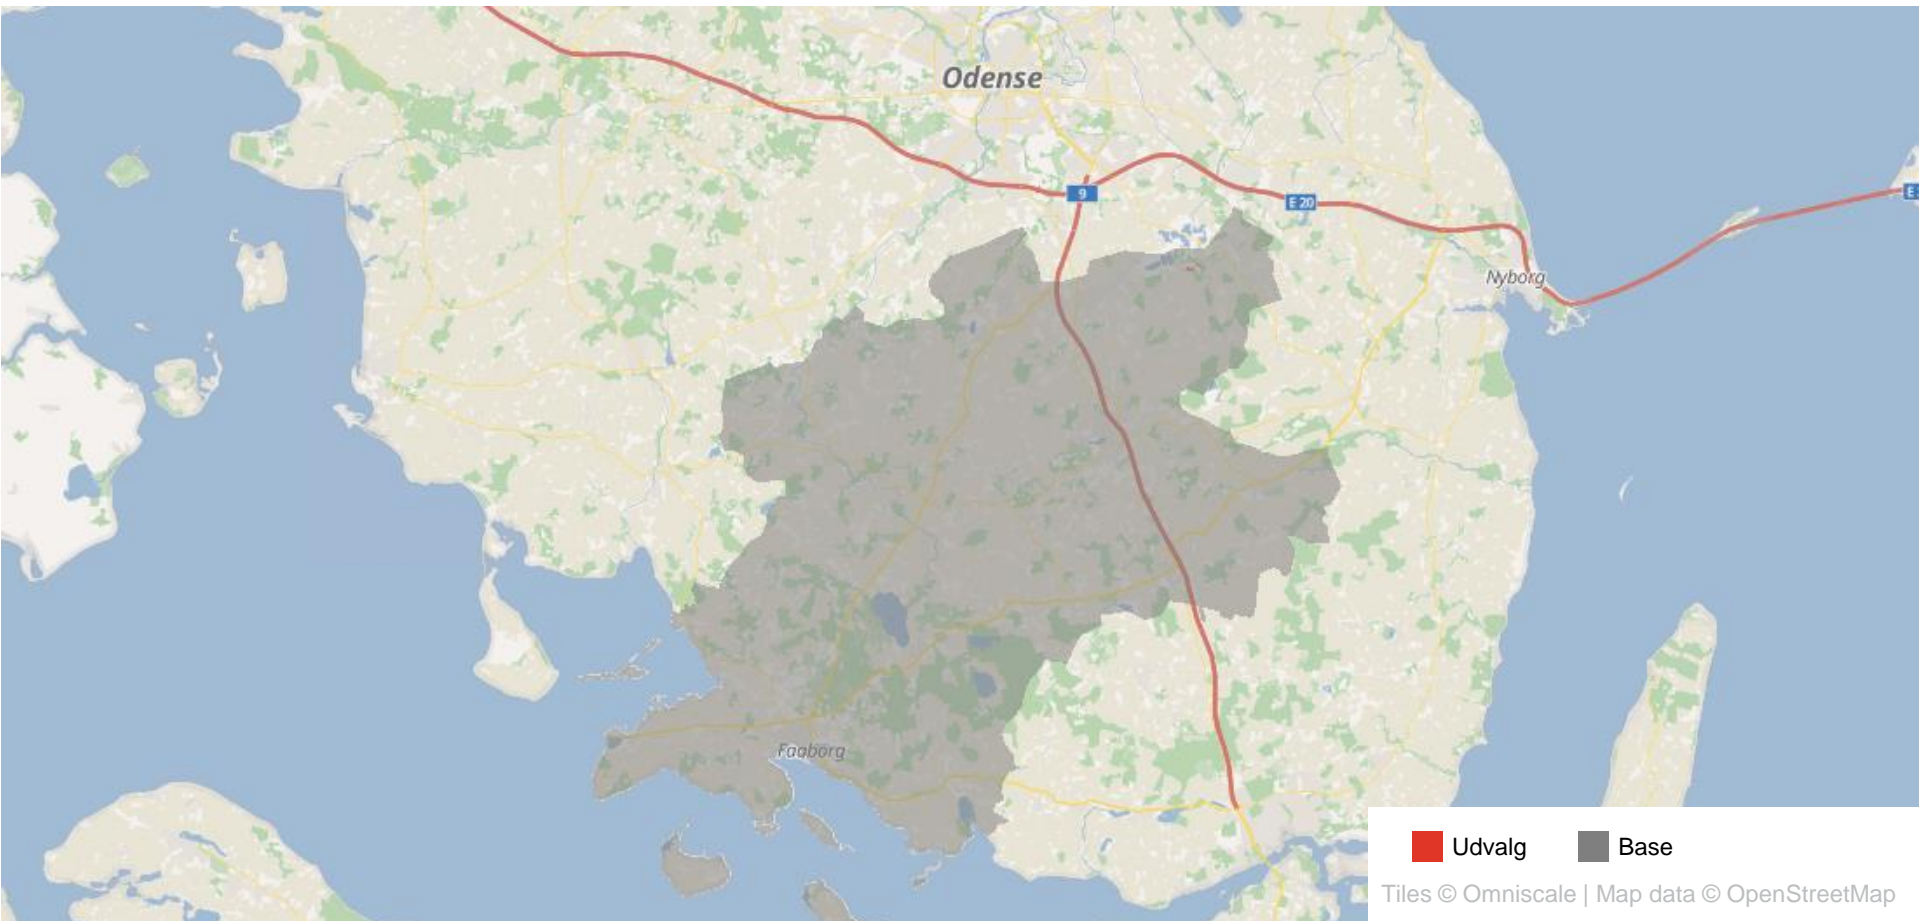 Odense
9
E 20
E
Nyborg
Faaborg
Udvalg
Base
Tiles © Omniscale | Map data © OpenStreetMap